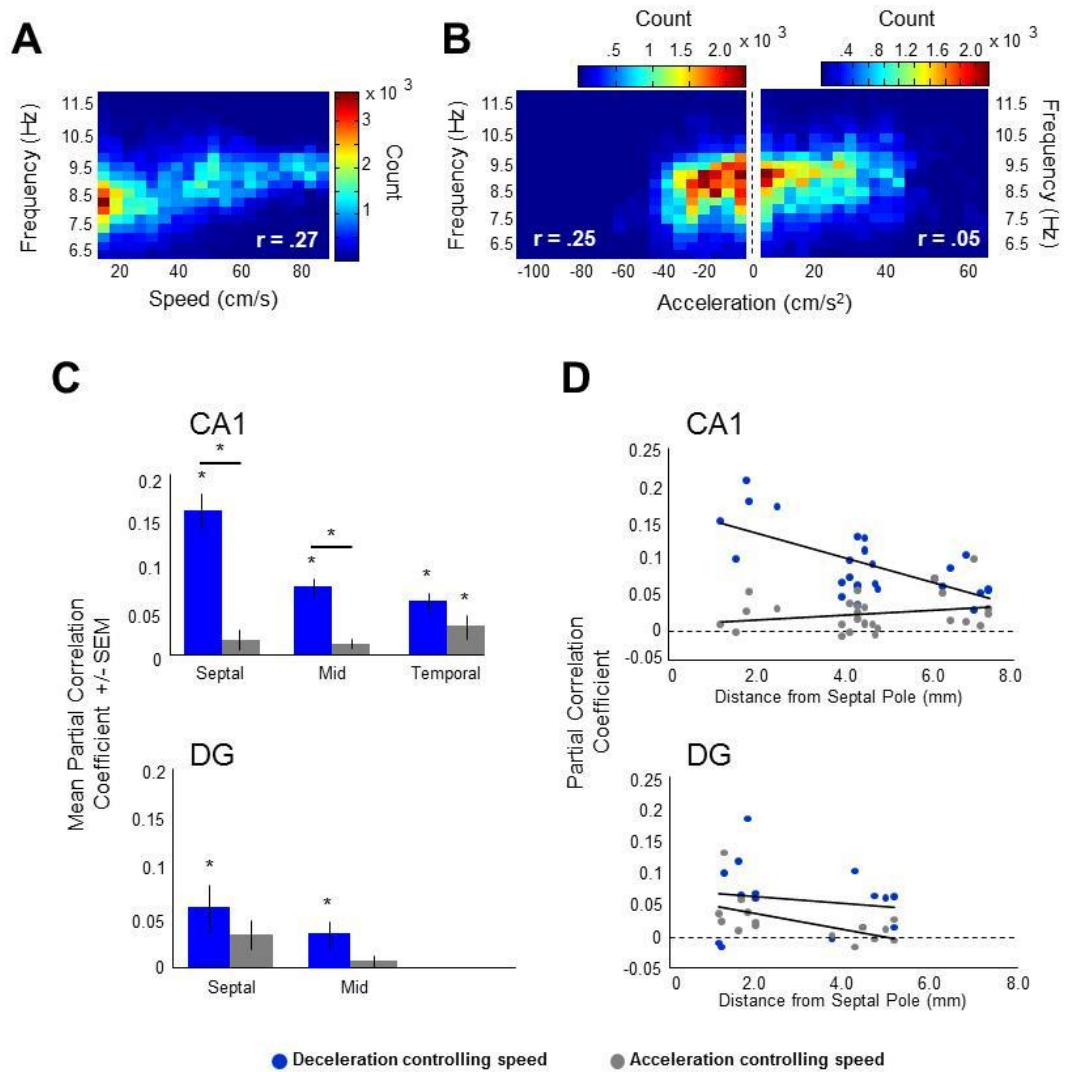 A
B
Count
Count
.5 1 1.5 2.0 x 10 3
.4 .8 1.2 1.6 2.0 x 10 3
Frequency (Hz)
11.5
10.5
9.5
8.5
7.5
6.5
r = .27
20 40 60 80
Speed (cm/s)
x 10 3
3
2
1
Count
Frequency (Hz)
11.5
10.5
9.5
8.5
7.5
6.5
r = .25
-100 -80 -60 -40 -20 0 20 40 60
r = .05
11.5
10.5
9.5
8.5
7.5
6.5
Frequency (Hz)
Acceleration (cm/s2)
C
CA1
Mean Partial Correlation
Coefficient +/- SEM
0.2
0.15
0.1
0.05
0
* * * * * *
Septal Mid Temporal
DG
0.2
0.15
0.1
0.05
0
* *
Septal Mid
D
CA1
Partial Correlation
Coefficient
0.25
0.2
0.15
0.1
0.05
0
-0.05
0.0 2.0 4.0 6.0 8.0
Distance from Septal Pole (mm)
DG
0.25
0.2
0.15
0.1
0.05
0
-0.05
0 2.0 4.0 6.0 8.0
Distance from Septal Pole (mm)
Deceleration controlling speed
Acceleration controlling speed